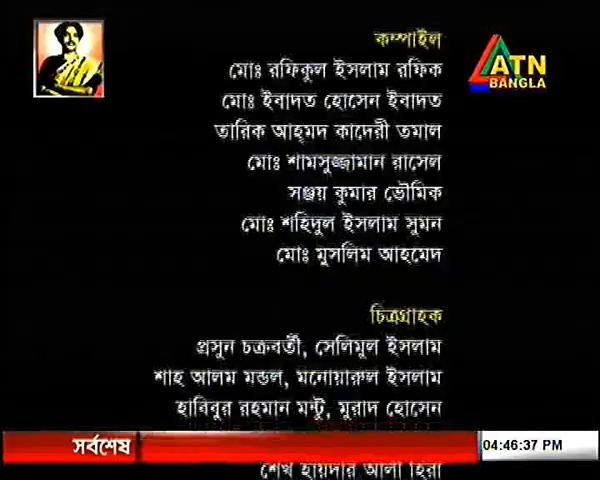 কম্পাইল
মোঃ রফিকুল ইসলাম রফিক
মোঃ ইবাদত হোসেন ইবাদত
তারিক আহ্মদ কাদেরী তমাল
মোঃ শামসুজ্জামান রাসেল
সঞ্জয় কুমার ভৌমিক
মোঃ শহিদুল ইসলাম সুমন
মোঃ মুসলিম আহমেদ
ATN
BANGLA
চিত্রগ্রাহক
প্রসুন চক্রবর্তী, সেলিমুল ইসলাম
শাহ আলম মন্ডল, মনোয়ারুল ইসলাম
হাবিবুর রহমান মন্টু, মুরাদ হোসেন
সর্বশেষ
04:46:37 PM
শেখ হায়দার আলী হিরা